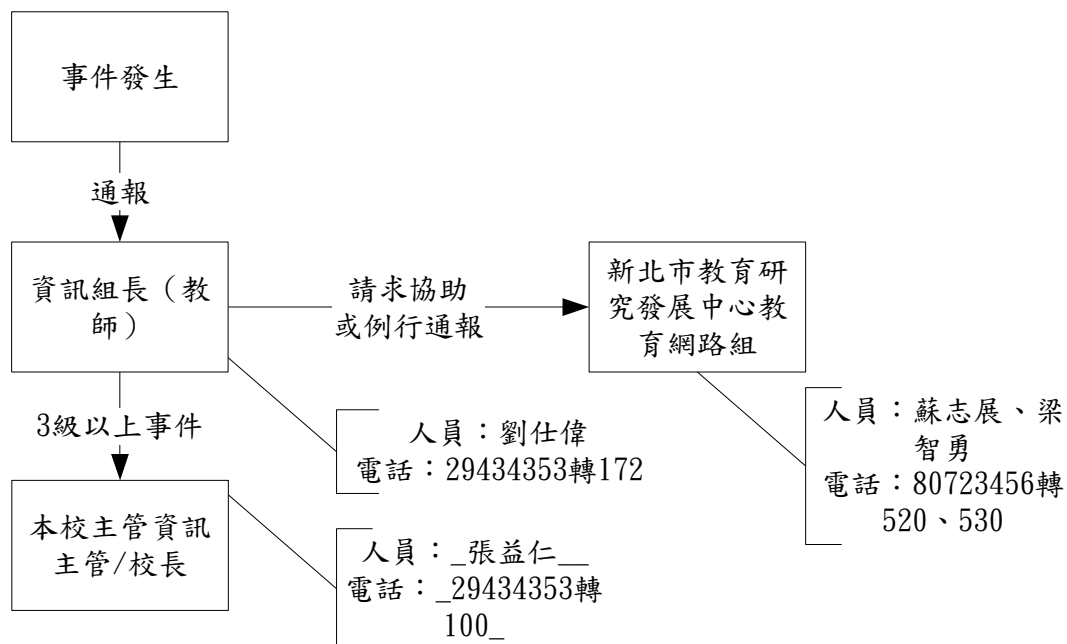 事件發生
通報
資訊組長（教
師）
請求協助
或例行通報
新北市教育研
究發展中心教
育網路組
3級以上事件
人員：劉仕偉
電話：29434353轉172
人員：蘇志展、梁
智勇
電話：80723456轉
520、530
本校主管資訊
主管/校長
人員：_張益仁__
電話：_29434353轉
100_